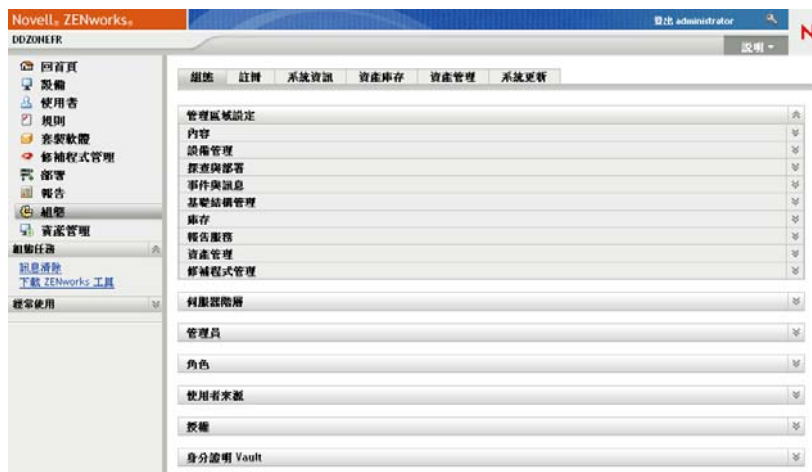 Novell® ZENworks®
登出 administrator
DDZONEFR
說明
回首頁
設備
使用者
規則
套裝軟體
修補程式管理
部署
報告
組態
資產管理
組態任務
訊息清除
下載 ZENworks 工具
經常使用
組態 註冊 系統資訊 資產庫存 資產管理 系統更新
管理區域設定
內容
設備管理
探查與部署
事件與訊息
基礎結構管理
庫存
報告服務
資產管理
修補程式管理
伺服器階層
管理員
角色
使用者來源
授權
身分證明 Vault